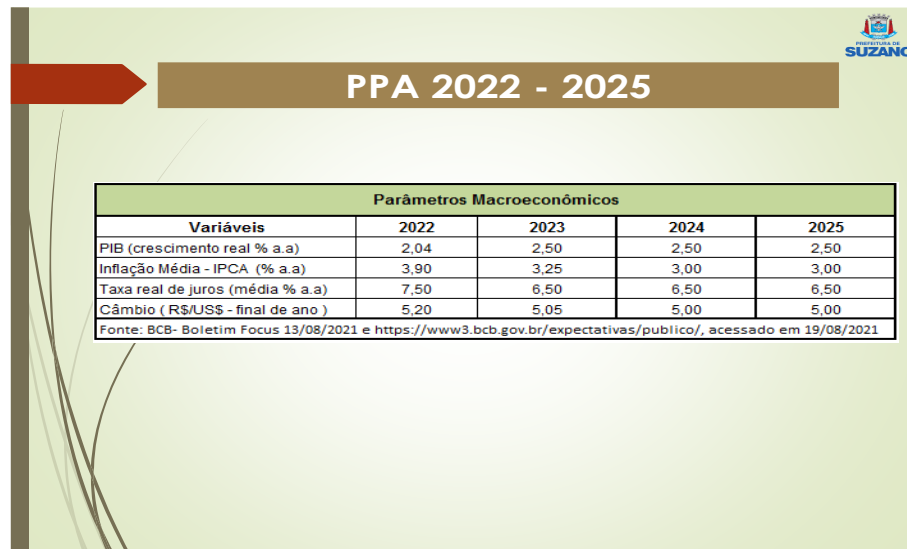 PREFEITURA DE
SUZANO
PPA 2022 - 2025
Parâmetros Macroeconômicos
Variáveis 2022 2023 2024 2025
PIB (crescimento real % a.a) 2,04 2,50 2,50 2,50
Inflação Média - IPCA (% a.a) 3,90 3,25 3,00 3,00
Taxa real de juros (média % a.a) 7,50 6,50 6,50 6,50
Câmbio ( R$/US$ - final de ano ) 5,20 5,05 5,00 5,00
Fonte: BCB- Boletim Focus 13/08/2021 e https://www3.bcb.gov.br/expectativas/publico/, acessado em 19/08/2021